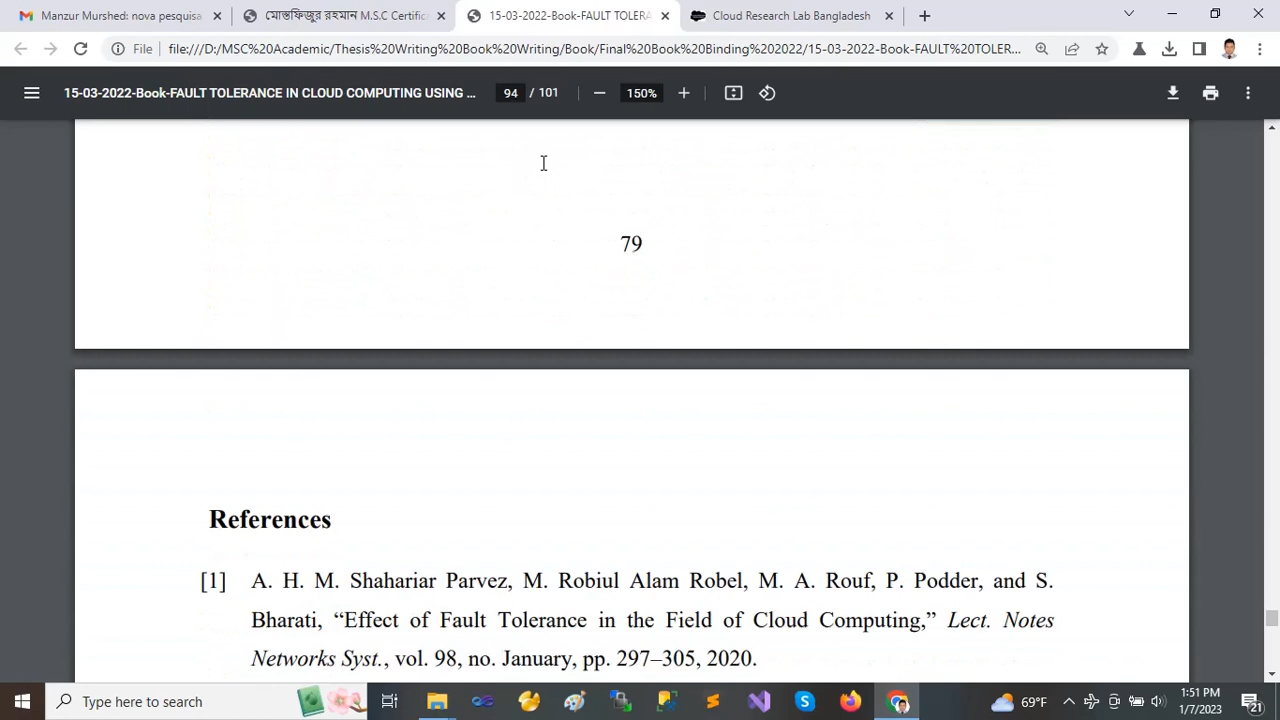 Manzur Murshed: nova pesquisa
মোস্তফিজুর রহমান M.S.C Certifica
15-03-2022-Book-FAULT TOLERA
Cloud Research Lab Bangladesh
File
file:///D:/MSC%20Academic/Thesis%20Writing%20Book%20Writing/Book/Final%20Book%20Binding%202022/15-03-2022-Book-FAULT%20TOLER...
15-03-2022-Book-FAULT TOLERANCE IN CLOUD COMPUTING USING ...
94 / 101
150%
79
References
[1] A. H. M. Shahariar Parvez, M. Robiul Alam Robel, M. A. Rouf, P. Podder, and S.
Bharati, “Effect of Fault Tolerance in the Field of Cloud Computing,” Lect. Notes
Networks Syst., vol. 98, no. January, pp. 297–305, 2020.
Type here to search
69°F
1:51 PM
1/7/2023
21